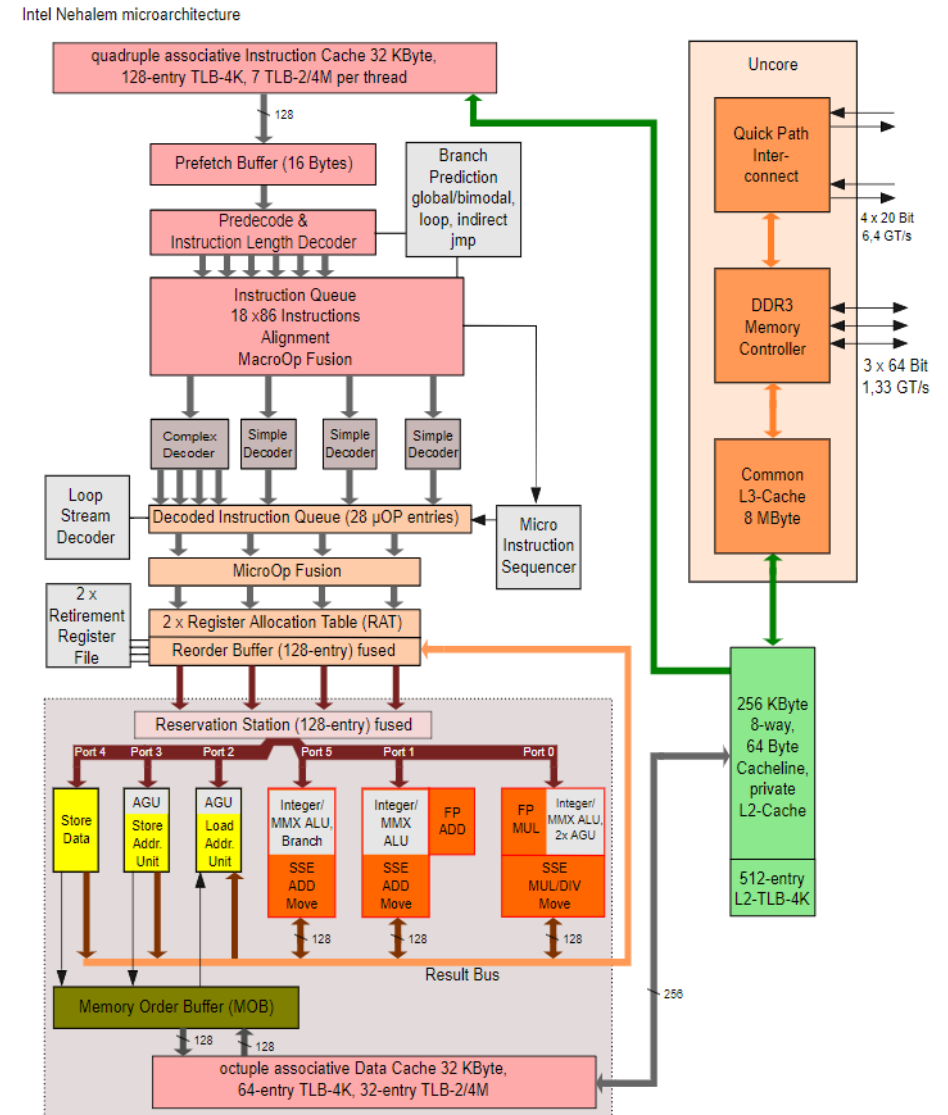 Intel Nehalem microarchitecture
quadruple associative Instruction Cache 32 KByte,
128-entry TLB-4K, 7 TLB-2/4M per thread
128
Prefetch Buffer (16 Bytes)
Predecode &
Instruction Length Decoder
Branch
Prediction
global/bimodal,
loop, indirect
jmp
Instruction Queue
18 x86 Instructions
Alignment
MacroOp Fusion
Complex
Decoder
Simple
Decoder
Simple
Decoder
Simple
Decoder
Loop
Stream
Decoder
Decoded Instruction Queue (28 µOP entries)
Micro
Instruction
Sequencer
MicroOp Fusion
2 x
Retirement
Register
File
2 x Register Allocation Table (RAT)
Reorder Buffer (128-entry) fused
Reservation Station (128-entry) fused
Port 4
Port 3
Port 2
Port 5
Port 1
Port 0
Store
Data
AGU
Store
Addr.
Unit
AGU
Load
Addr.
Unit
Integer/
MMX ALU,
Branch
SSE
ADD
Move
Integer/
MMX
ALU
FP
ADD
SSE
ADD
Move
FP
MUL
Integer/
MMX ALU,
2x AGU
SSE
MUL/DIV
Move
128
128
128
Result Bus
Memory Order Buffer (MOB)
128
128
octuple associative Data Cache 32 KByte,
64-entry TLB-4K, 32-entry TLB-2/4M
256
Uncore
Quick Path
Inter-
connect
4 x 20 Bit
6,4 GT/s
DDR3
Memory
Controller
3 x 64 Bit
1,33 GT/s
Common
L3-Cache
8 MByte
256 KByte
8-way,
64 Byte
Cacheline,
private
L2-Cache
512-entry
L2-TLB-4K